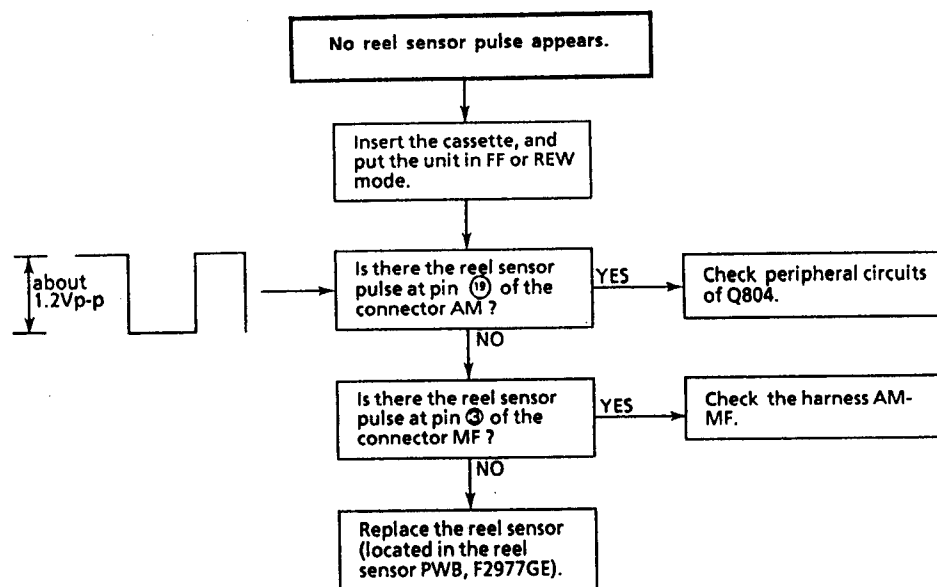 No reel sensor pulse appears.
Insert the cassette, and
put the unit in FF or REW
mode.
about
1.2Vp-p
Is there the reel sensor
pulse at pin ⑲ of the
connector AM ?
YES
Check peripheral circuits
of Q804.
NO
Is there the reel sensor
pulse at pin ③ of the
connector MF ?
YES
Check the harness AM-
MF.
NO
Replace the reel sensor
(located in the reel
sensor PWB, F2977GE).